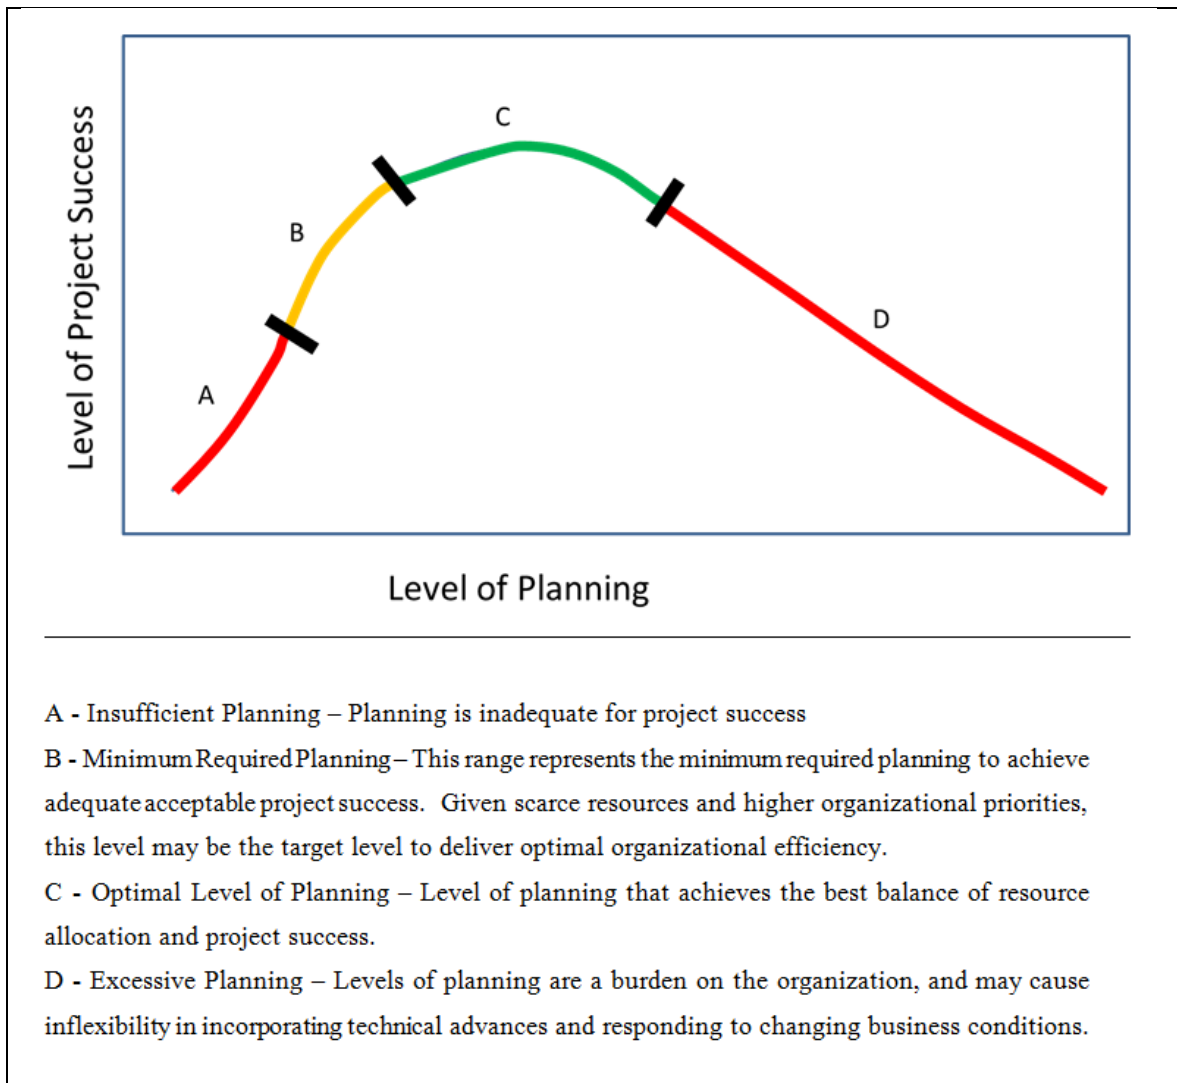 C
Level of Project Success
B
D
A
Level of Planning
A - Insufficient Planning – Planning is inadequate for project success
B - Minimum Required Planning – This range represents the minimum required planning to achieve
adequate acceptable project success.  Given scarce resources and higher organizational priorities,
this level may be the target level to deliver optimal organizational efficiency.
C - Optimal Level of Planning – Level of planning that achieves the best balance of resource
allocation and project success.
D - Excessive Planning – Levels of planning are a burden on the organization, and may cause
inflexibility in incorporating technical advances and responding to changing business conditions.